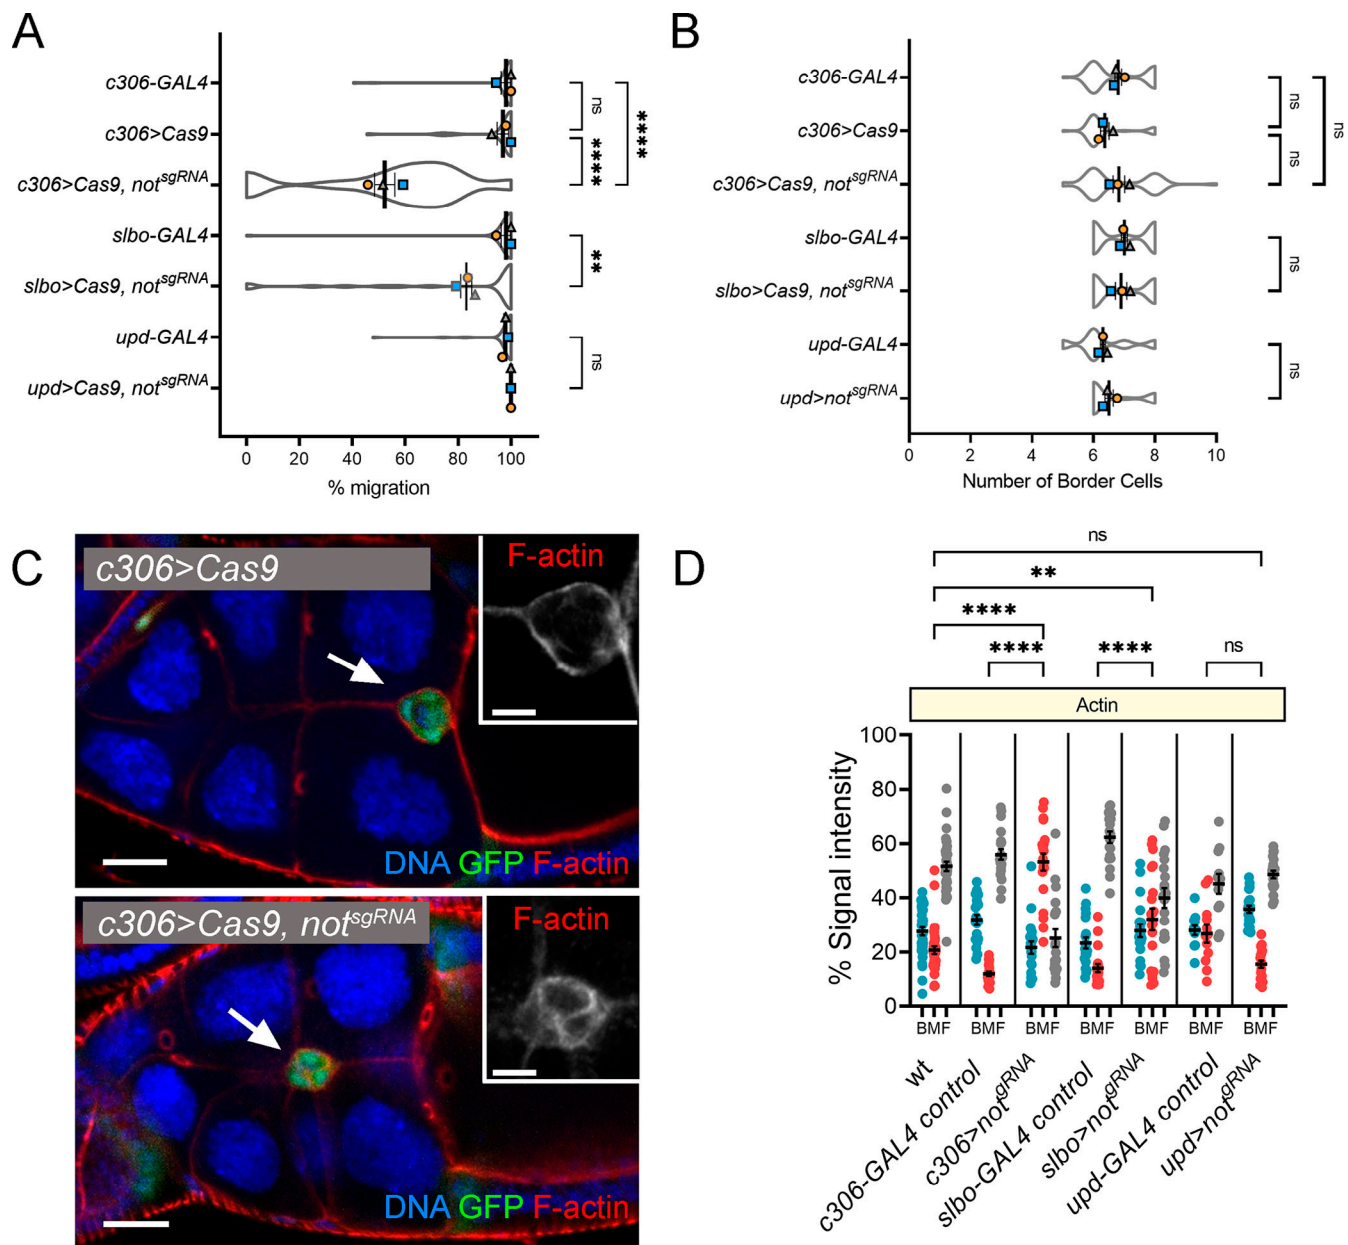 A
c306-GAL4
c306>Cas9
c306>Cas9, not^sgRNA
slbo-GAL4
slbo>Cas9, not^sgRNA
upd-GAL4
upd>Cas9, not^sgRNA
ns
****
****
**
ns
0 20 40 60 80 100
% migration
B
c306-GAL4
c306>Cas9
c306>Cas9, not^sgRNA
slbo-GAL4
slbo>Cas9, not^sgRNA
upd-GAL4
upd>not^sgRNA
ns
ns
ns
ns
ns
0 2 4 6 8 10
Number of Border Cells
C
c306>Cas9
F-actin
DNA GFP F-actin
c306>Cas9, not^sgRNA
F-actin
DNA GFP F-actin
D
ns
**
****
**** **** ns
Actin
% Signal intensity
100
80
60
40
20
0
BMF BMF BMF BMF BMF BMF BMF
wt
c306-GAL4 control
c306>not^gRNA
slbo-GAL4 control
slbo>not^gRNA
upd-GAL4 control
upd>not^gRNA